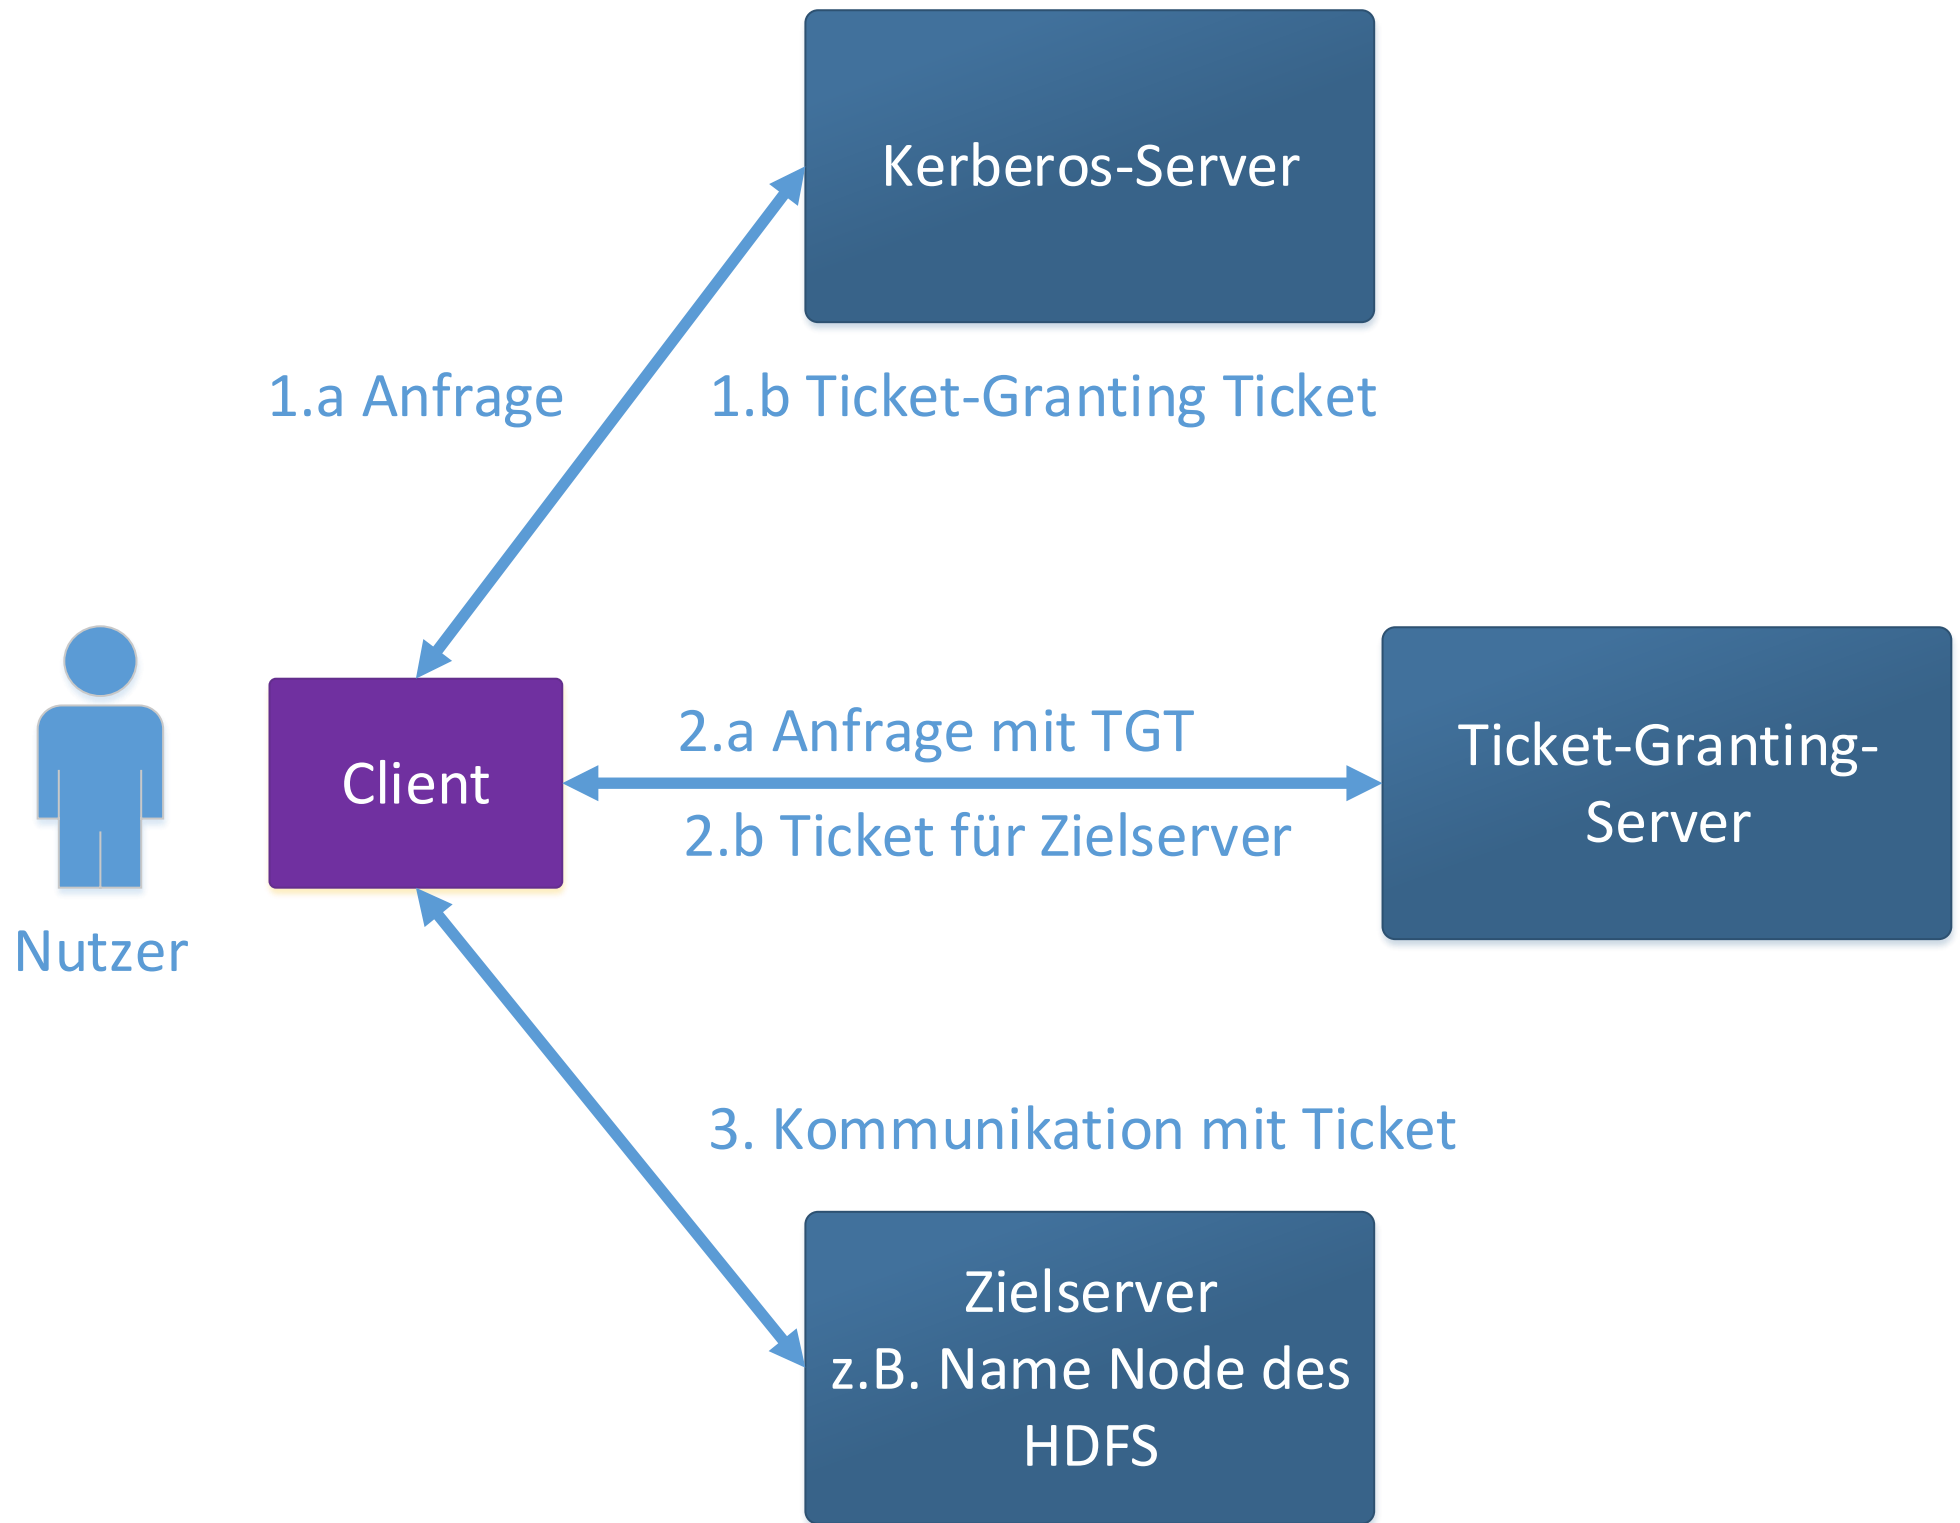 Kerberos-Server
1.a Anfrage
1.b Ticket-Granting Ticket
Nutzer
Client
2.a Anfrage mit TGT
2.b Ticket für Zielserver
Ticket-Granting-
Server
3. Kommunikation mit Ticket
Zielserver
z.B. Name Node des
HDFS